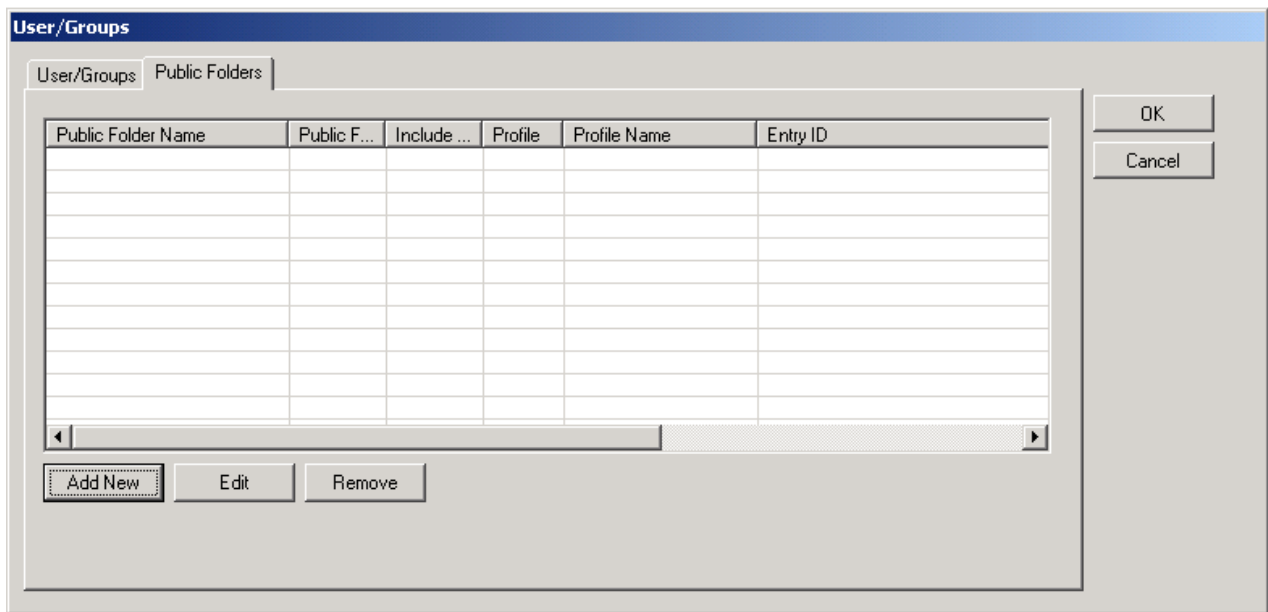 User/Groups
User/Groups Public Folders
Public Folder Name Public F... Include ... Profile Profile Name Entry ID
OK
Cancel
Add New Edit Remove